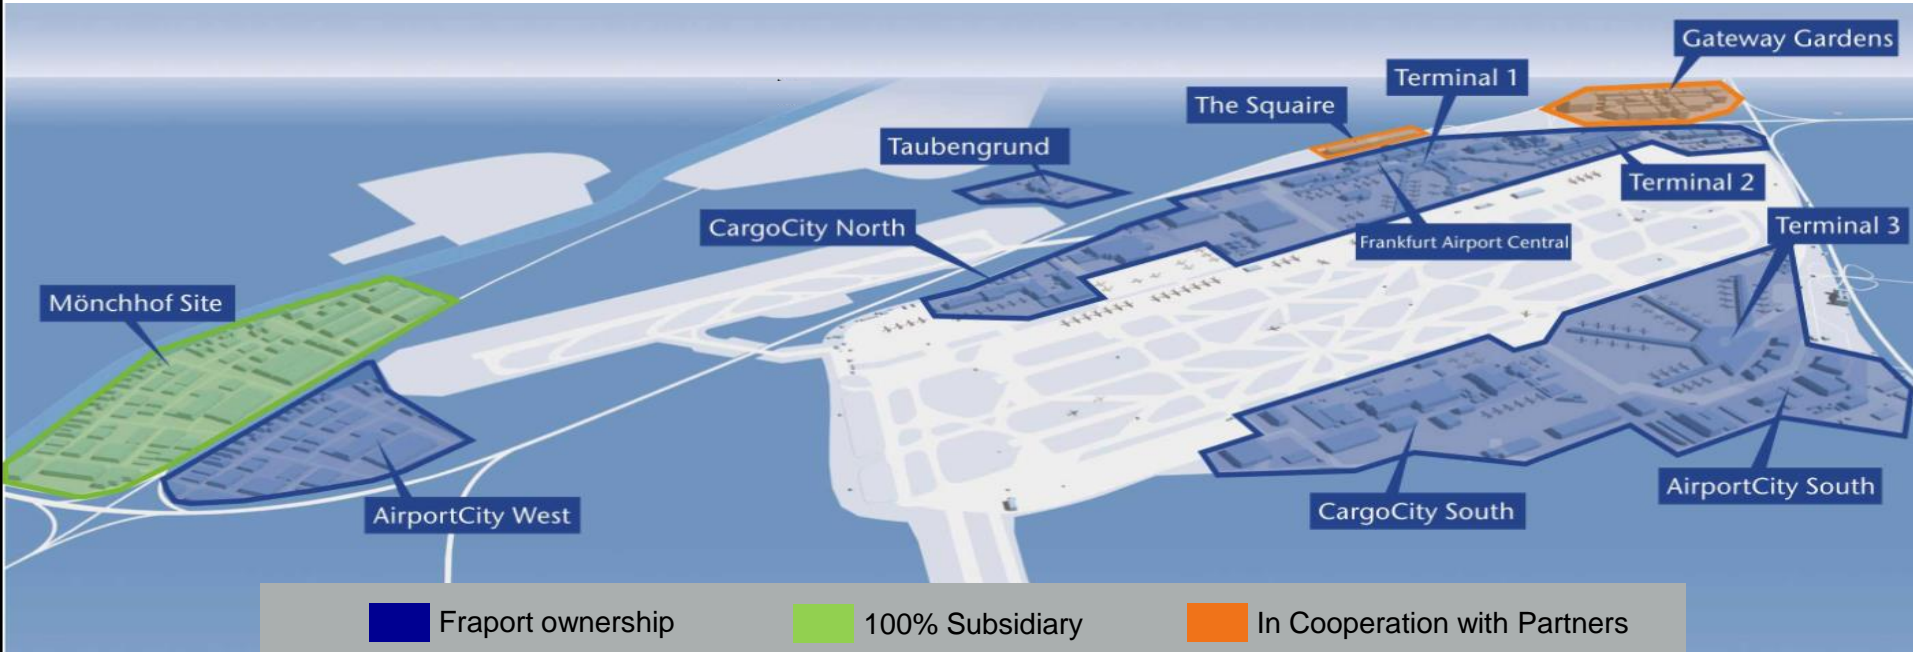 Gateway Gardens
Terminal 1
The Squaire
Taubengrund
Terminal 2
CargoCity North
Terminal 3
Frankfurt Airport Central
Mönchhof Site
AirportCity South
CargoCity South
AirportCity West
Fraport ownership
100% Subsidiary
In Cooperation with Partners